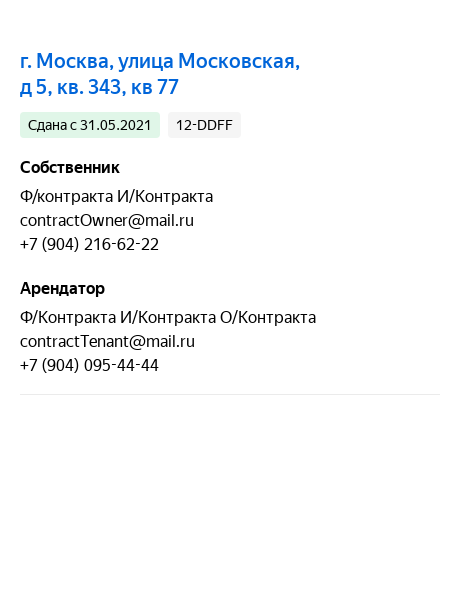 г. Москва, улица Московская,
д 5, кв. 343, кв 77
Сдана с 31.05.2021 12-DDFF
Собственник
Ф/контракта И/Контракта
contractOwner@mail.ru
+7 (904) 216-62-22
Арендатор
Ф/Контракта И/Контракта О/Контракта
contractTenant@mail.ru
+7 (904) 095-44-44